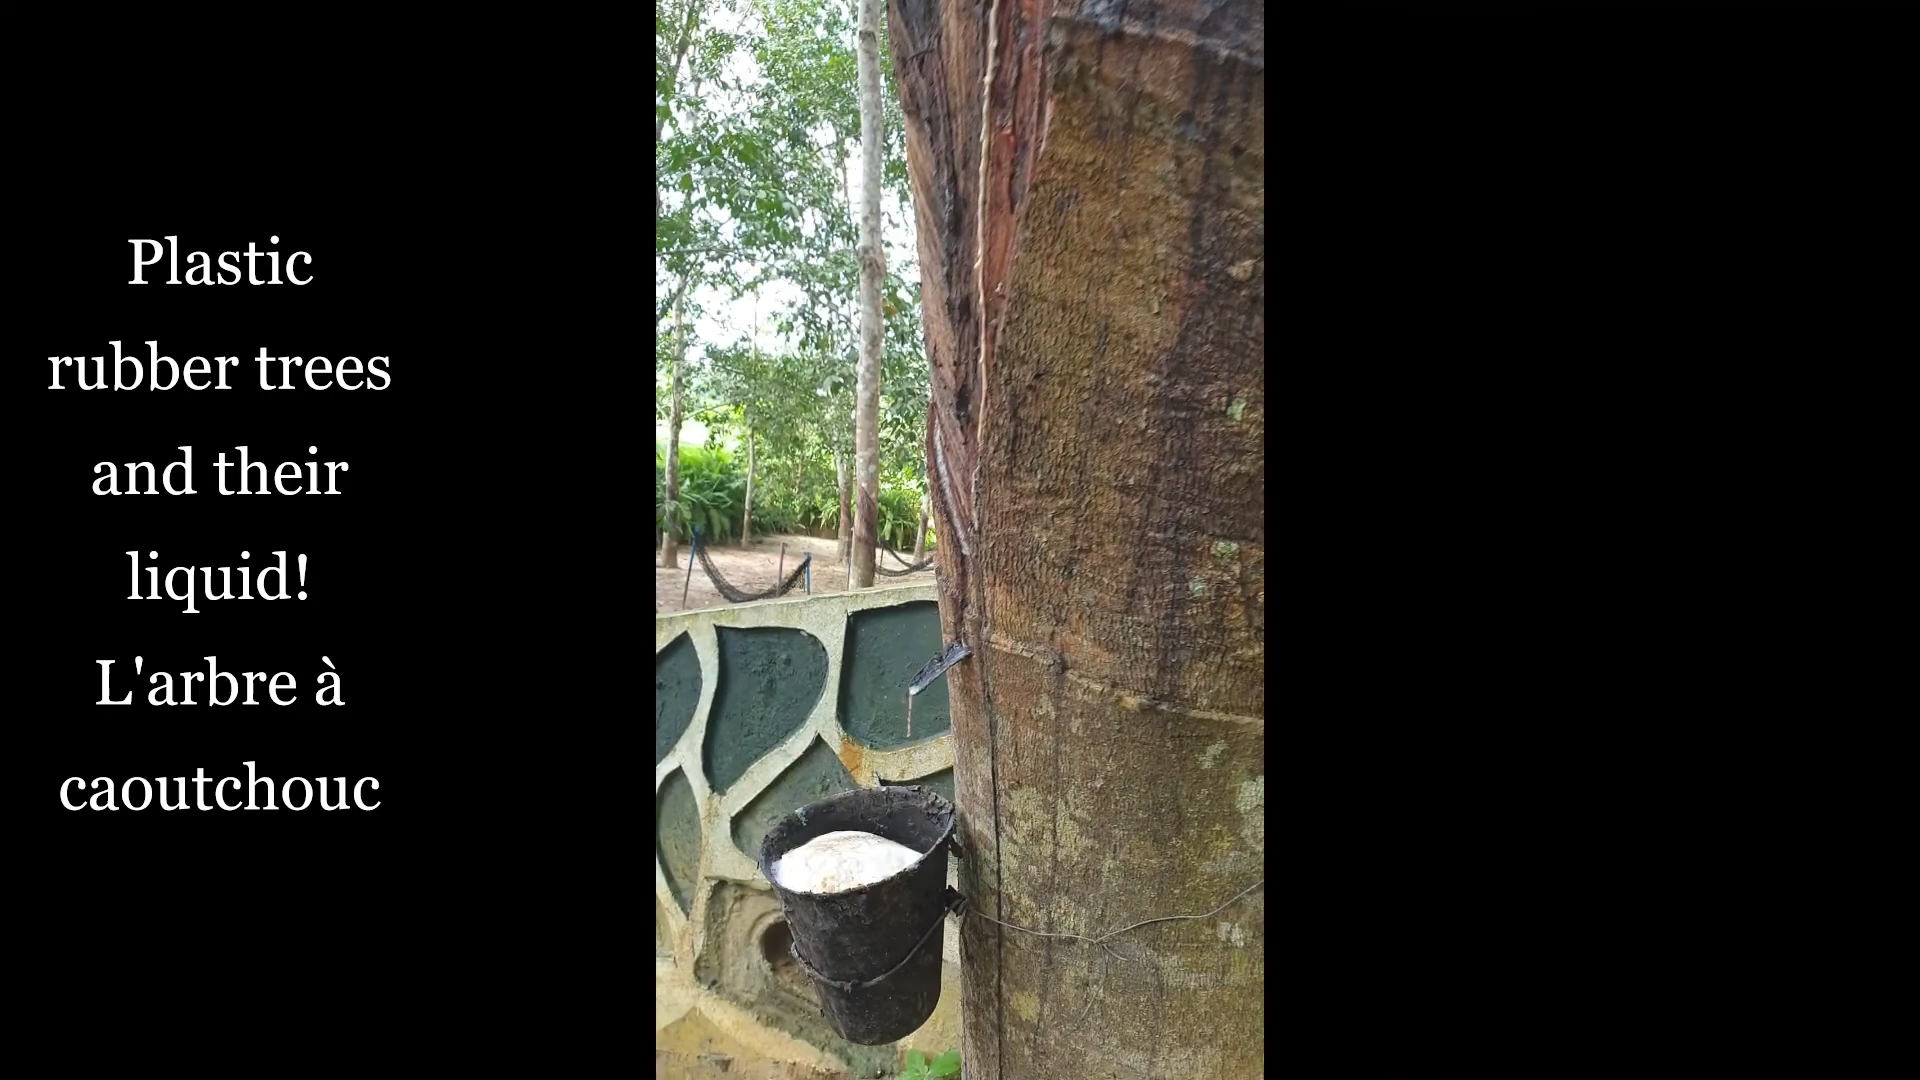 Plastic
rubber trees
and their
liquid!
L'arbre à
caoutchouc